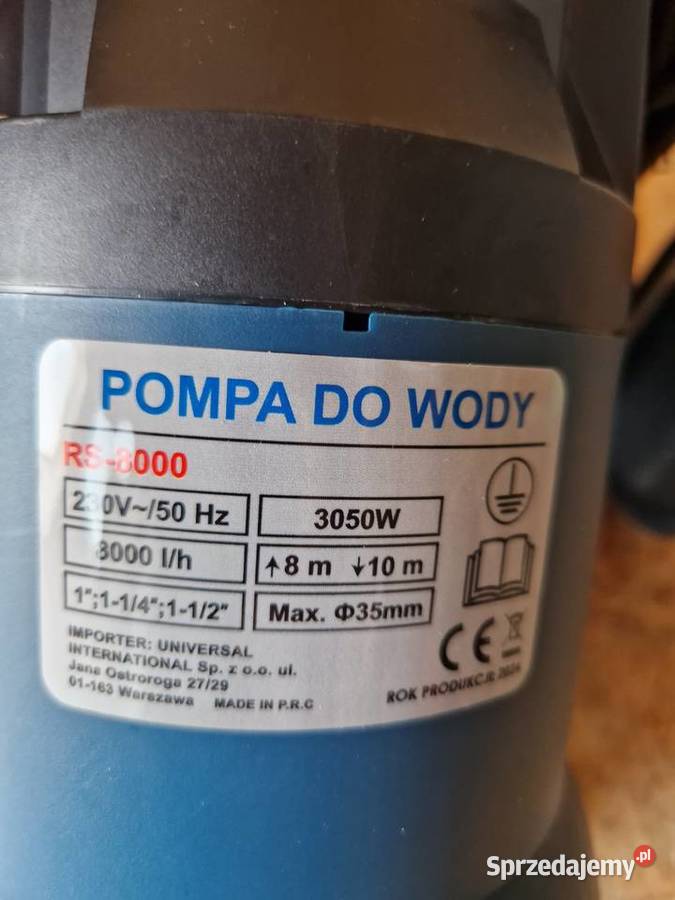 POMPA DO WODY
RS-8000
230V~/50 Hz
3050W
8000 l/h
↑8 m ↓10 m
1";1-1/4";1-1/2"
Max. Φ35mm
IMPORTER: UNIVERSAL
INTERNATIONAL Sp. z o.o. ul.
Jana Ostroroga 27/29
01-163 Warszawa MADE IN P.R.C
CE
ROK PRODUKCJI: 2024
Sprzedajemy.pl